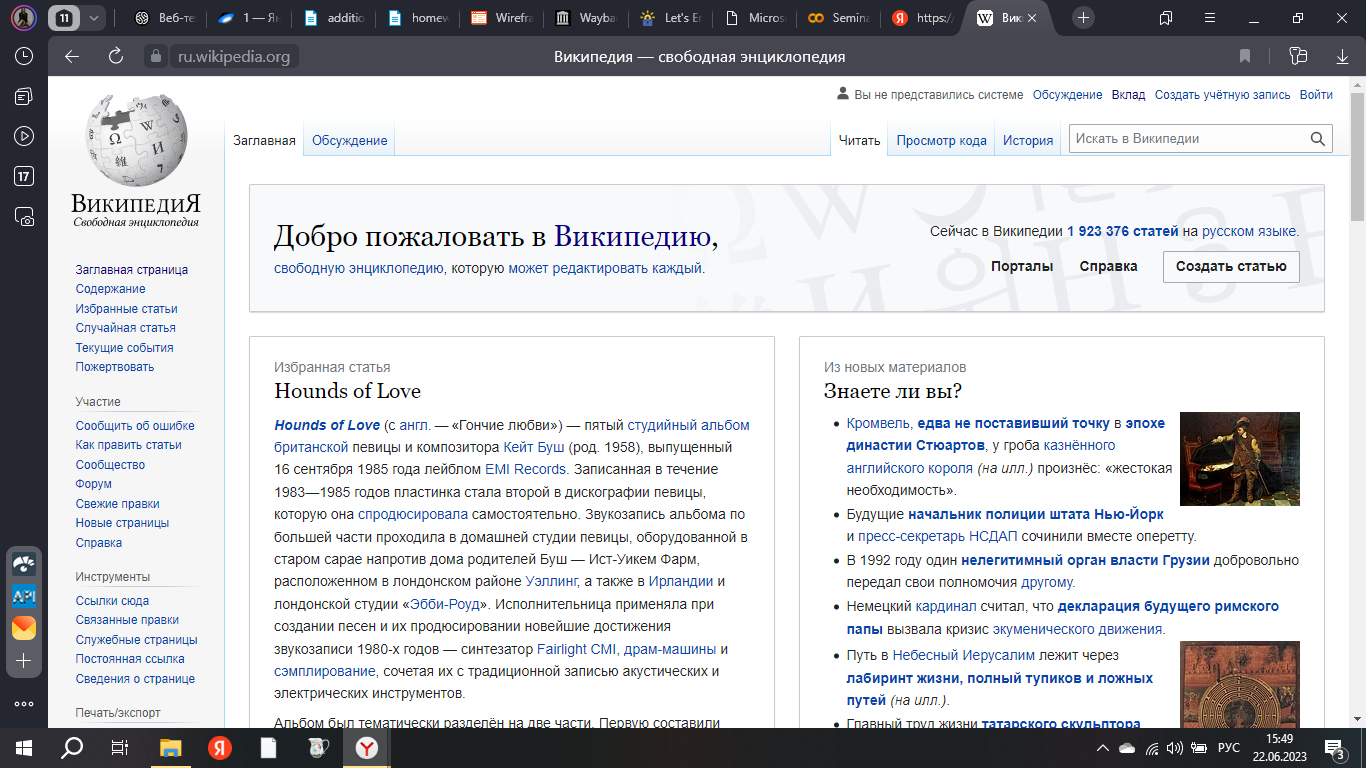 11
Веб-те
1 — Ян
additio
homew
Wirefra
Wayba
Let's En
Micros
Semina
https:/
Вик
ru.wikipedia.org
Википедия — свободная энциклопедия
17
ВикипедиЯ
Свободная энциклопедия
Вы не представились системе Обсуждение Вклад Создать учётную запись Войти
Заглавная Обсуждение
Читать Просмотр кода История
Искать в Википедии
Добро пожаловать в Википедию,
свободную энциклопедию, которую может редактировать каждый.
Сейчас в Википедии 1 923 376 статей на русском языке.
Порталы Справка Создать статью
Заглавная страница
Содержание
Избранные статьи
Случайная статья
Текущие события
Пожертвовать
Участие
Сообщить об ошибке
Как править статьи
Сообщество
Форум
Свежие правки
Новые страницы
Справка
Инструменты
Ссылки сюда
Связанные правки
Служебные страницы
Постоянная ссылка
Сведения о странице
Печать/экспорт
Избранная статья
Hounds of Love
Hounds of Love (с англ. — «Гончие любви») — пятый студийный альбом
британской певицы и композитора Кейт Буш (род. 1958), выпущенный
16 сентября 1985 года лейблом EMI Records. Записанная в течение
1983—1985 годов пластинка стала второй в дискографии певицы,
которую она спродюсировала самостоятельно. Звукозапись альбома по
большей части проходила в домашней студии певицы, оборудованной в
старом сарае напротив дома родителей Буш — Ист-Уикем Фарм,
расположенном в лондонском районе Уэллинг, а также в Ирландии и
лондонской студии «Эбби-Роуд». Исполнительница применяла при
создании песен и их продюсировании новейшие достижения
звукозаписи 1980-х годов — синтезатор Fairlight CMI, драм-машины и
сэмплирование, сочетая их с традиционной записью акустических и
электрических инструментов.
Альбом был тематически разделён на две части. Первую составили
Из новых материалов
Знаете ли вы?
Кромвель, едва не поставивший точку в эпохе
династии Стюартов, у гроба казнённого
английского короля (на илл.) произнёс: «жестокая
необходимость».
Будущие начальник полиции штата Нью-Йорк
и пресс-секретарь НСДАП сочинили вместе оперетту.
В 1992 году один нелегитимный орган власти Грузии добровольно
передал свои полномочия другому.
Немецкий кардинал считал, что декларация будущего римского
папы вызвала кризис экуменического движения.
Путь в Небесный Иерусалим лежит через
лабиринт жизни, полный тупиков и ложных
путей (на илл.).
Главный труд жизни татарского скульптора
API
Я
РУС
15:49
22.06.2023
3